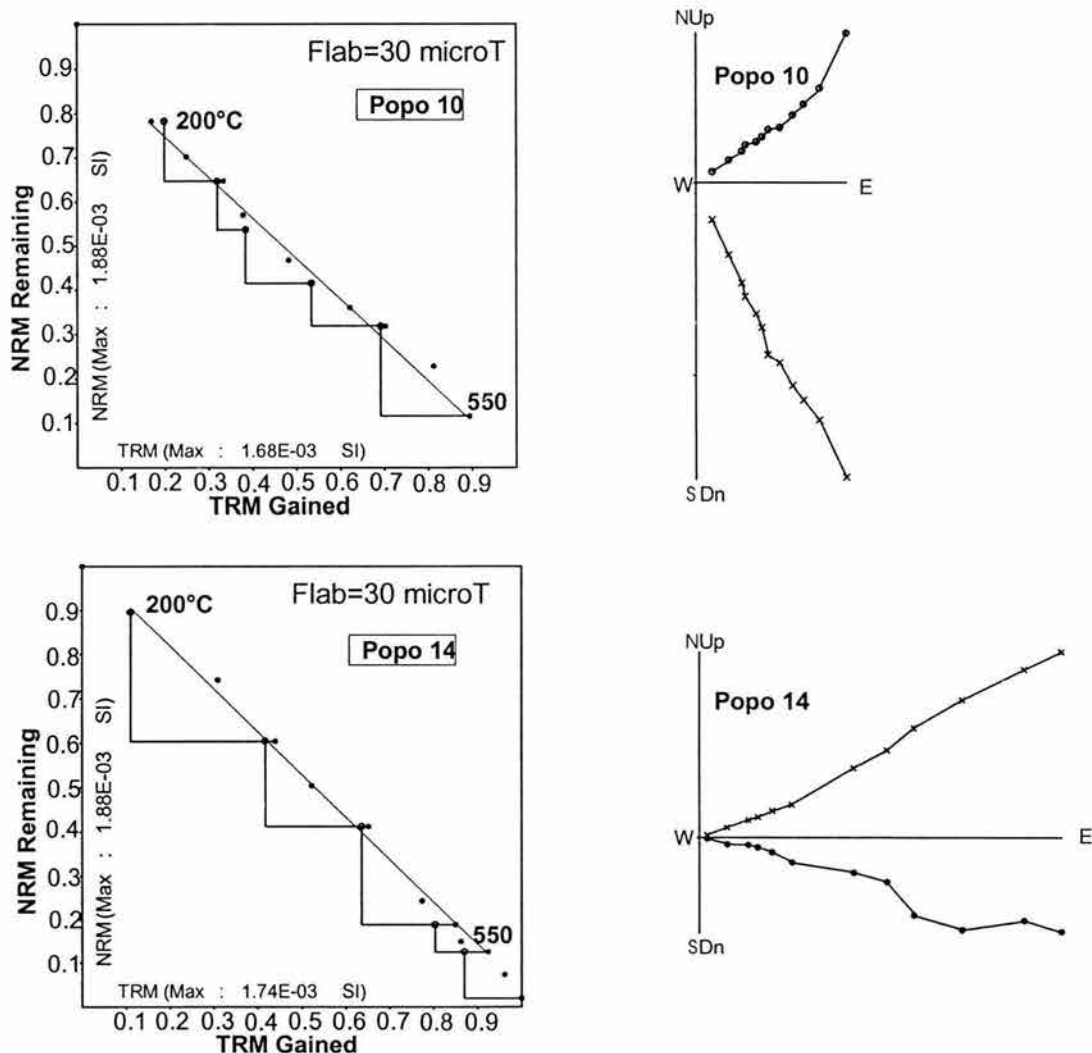 Flab=30 microT
Popo 10
200°C
550
0.9
0.8
0.7
0.6
0.5
0.4
0.3
0.2
0.1
NRM Remaining
NRM (Max : 1.88E-03 SI)
TRM (Max : 1.68E-03 SI)
0.1 0.2 0.3 0.4 0.5 0.6 0.7 0.8 0.9
TRM Gained
NUp
Popo 10
W
E
SDn
Flab=30 microT
Popo 14
200°C
550
0.9
0.8
0.7
0.6
0.5
0.4
0.3
0.2
0.1
NRM Remaining
NRM (Max : 1.88E-03 SI)
TRM (Max : 1.74E-03 SI)
0.1 0.2 0.3 0.4 0.5 0.6 0.7 0.8 0.9
TRM Gained
NUp
Popo 14
W
E
SDn